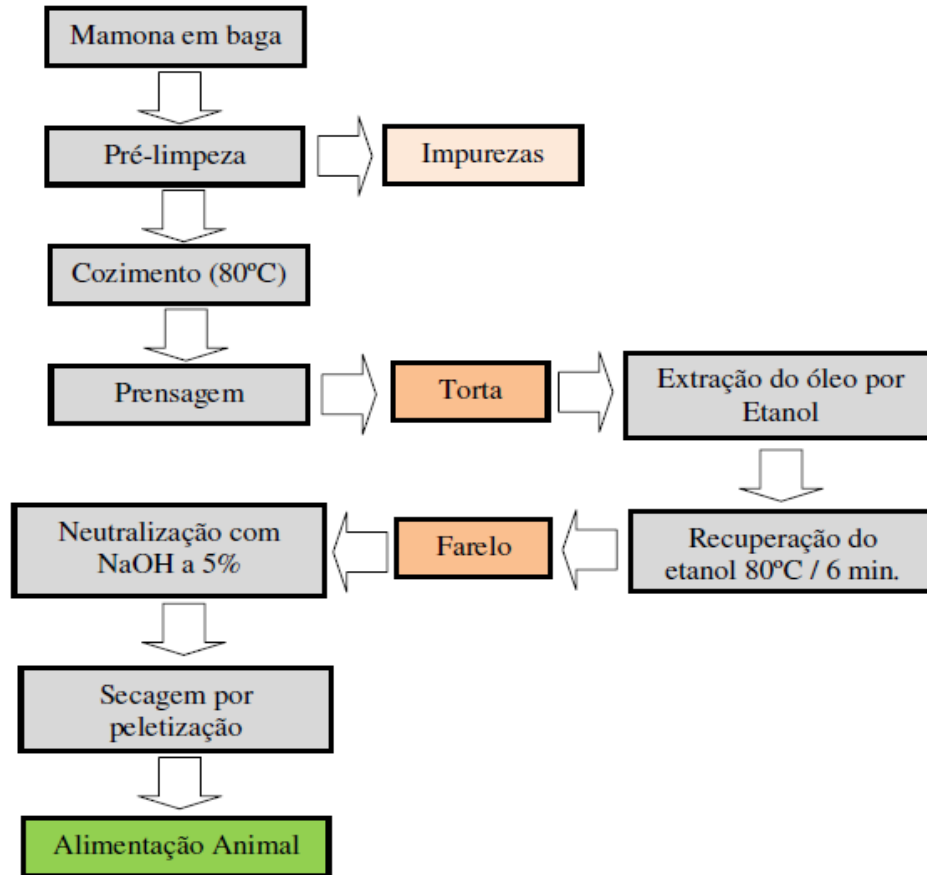 Mamona em baga
Pré-limpeza
Impurezas
Cozimento (80ºC)
Prensagem
Torta
Extração do óleo por
Etanol
Neutralização com
NaOH a 5%
Farelo
Recuperação do
etanol 80ºC / 6 min.
Secagem por
peletização
Alimentação Animal